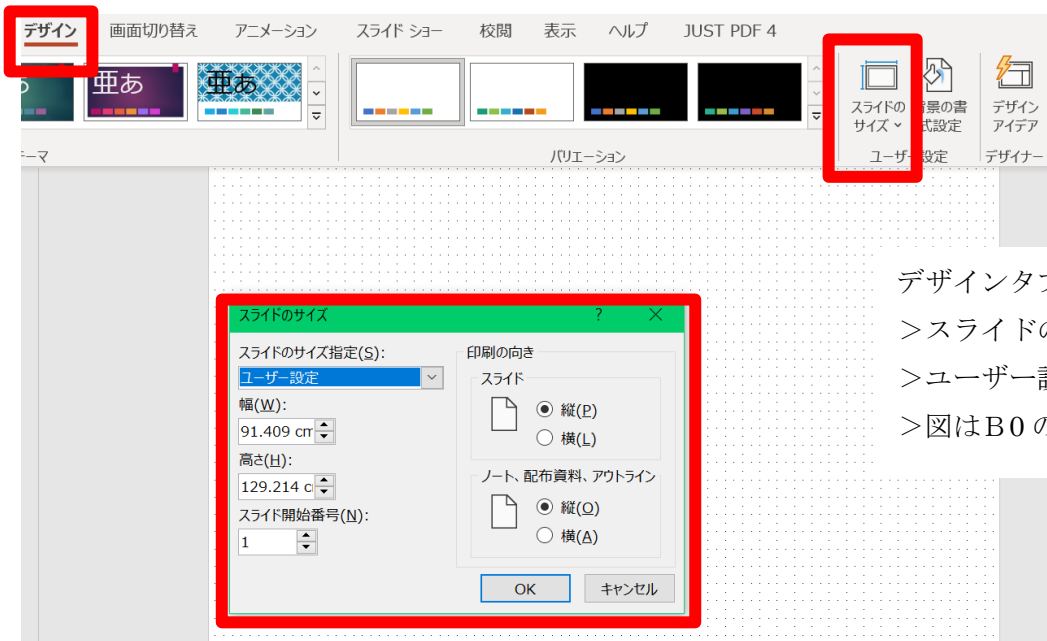 デザイン 画面切り替え アニメーション スライド ショー 校閲 表示 ヘルプ JUST PDF 4
亜あ 亜あ
スライドの サイズ 背景の書 式設定 デザイン アイデア
テーマ バリエーション ユーザー設定 デザイナー
スライドのサイズ ? ×
スライドのサイズ指定(S):
ユーザー設定
幅(W):
91.409 cm
高さ(H):
129.214 c
スライド開始番号(N):
1
印刷の向き
スライド
縦(P)
横(L)
ノート、配布資料、アウトライン
縦(O)
横(A)
OK キャンセル
デザインタブ
＞スライドの
＞ユーザー設
＞図はＢ0の